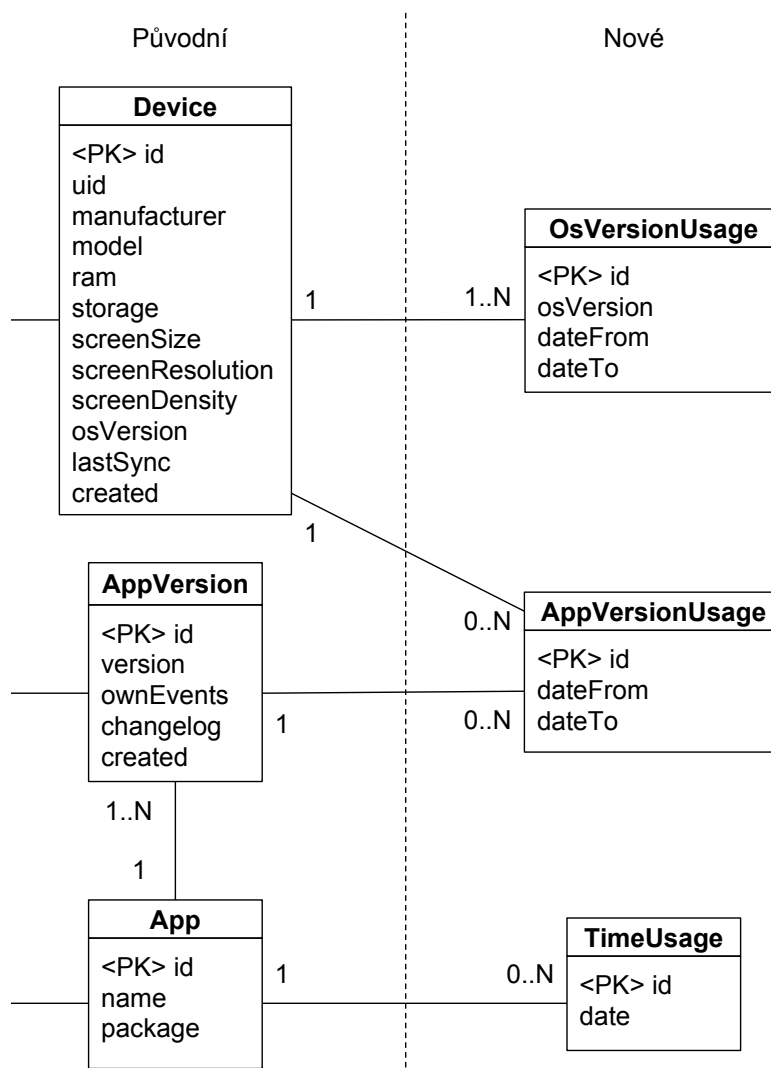 Původní
Nové
Device
<PK> id
uid
manufacturer
model
ram
storage
screenSize
screenResolution
screenDensity
osVersion
lastSync
created
1
1..N
OsVersionUsage
<PK> id
osVersion
dateFrom
dateTo
1
0..N
AppVersion
<PK> id
version
ownEvents
changelog
created
1
0..N
AppVersionUsage
<PK> id
dateFrom
dateTo
1..N
1
App
<PK> id
name
package
1
0..N
TimeUsage
<PK> id
date